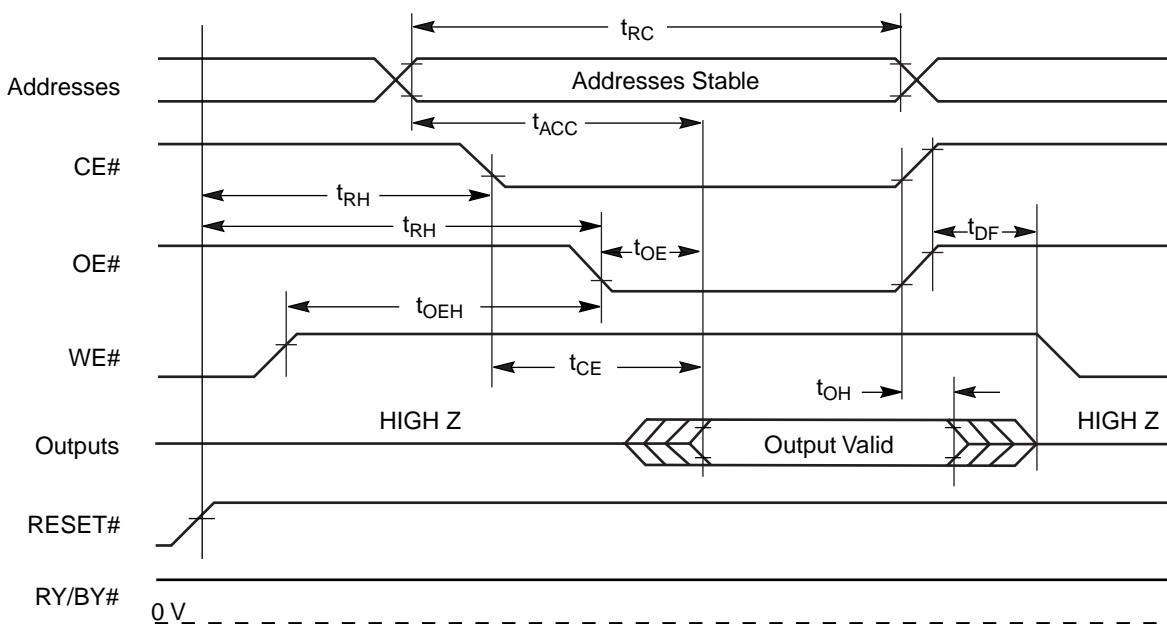 tRC
Addresses
Addresses Stable
tACC
CE#
tRH
tRH
OE#
tOE
tDF
tOEH
WE#
tCE
tOH
HIGH Z
HIGH Z
Outputs
Output Valid
RESET#
RY/BY#
0 V